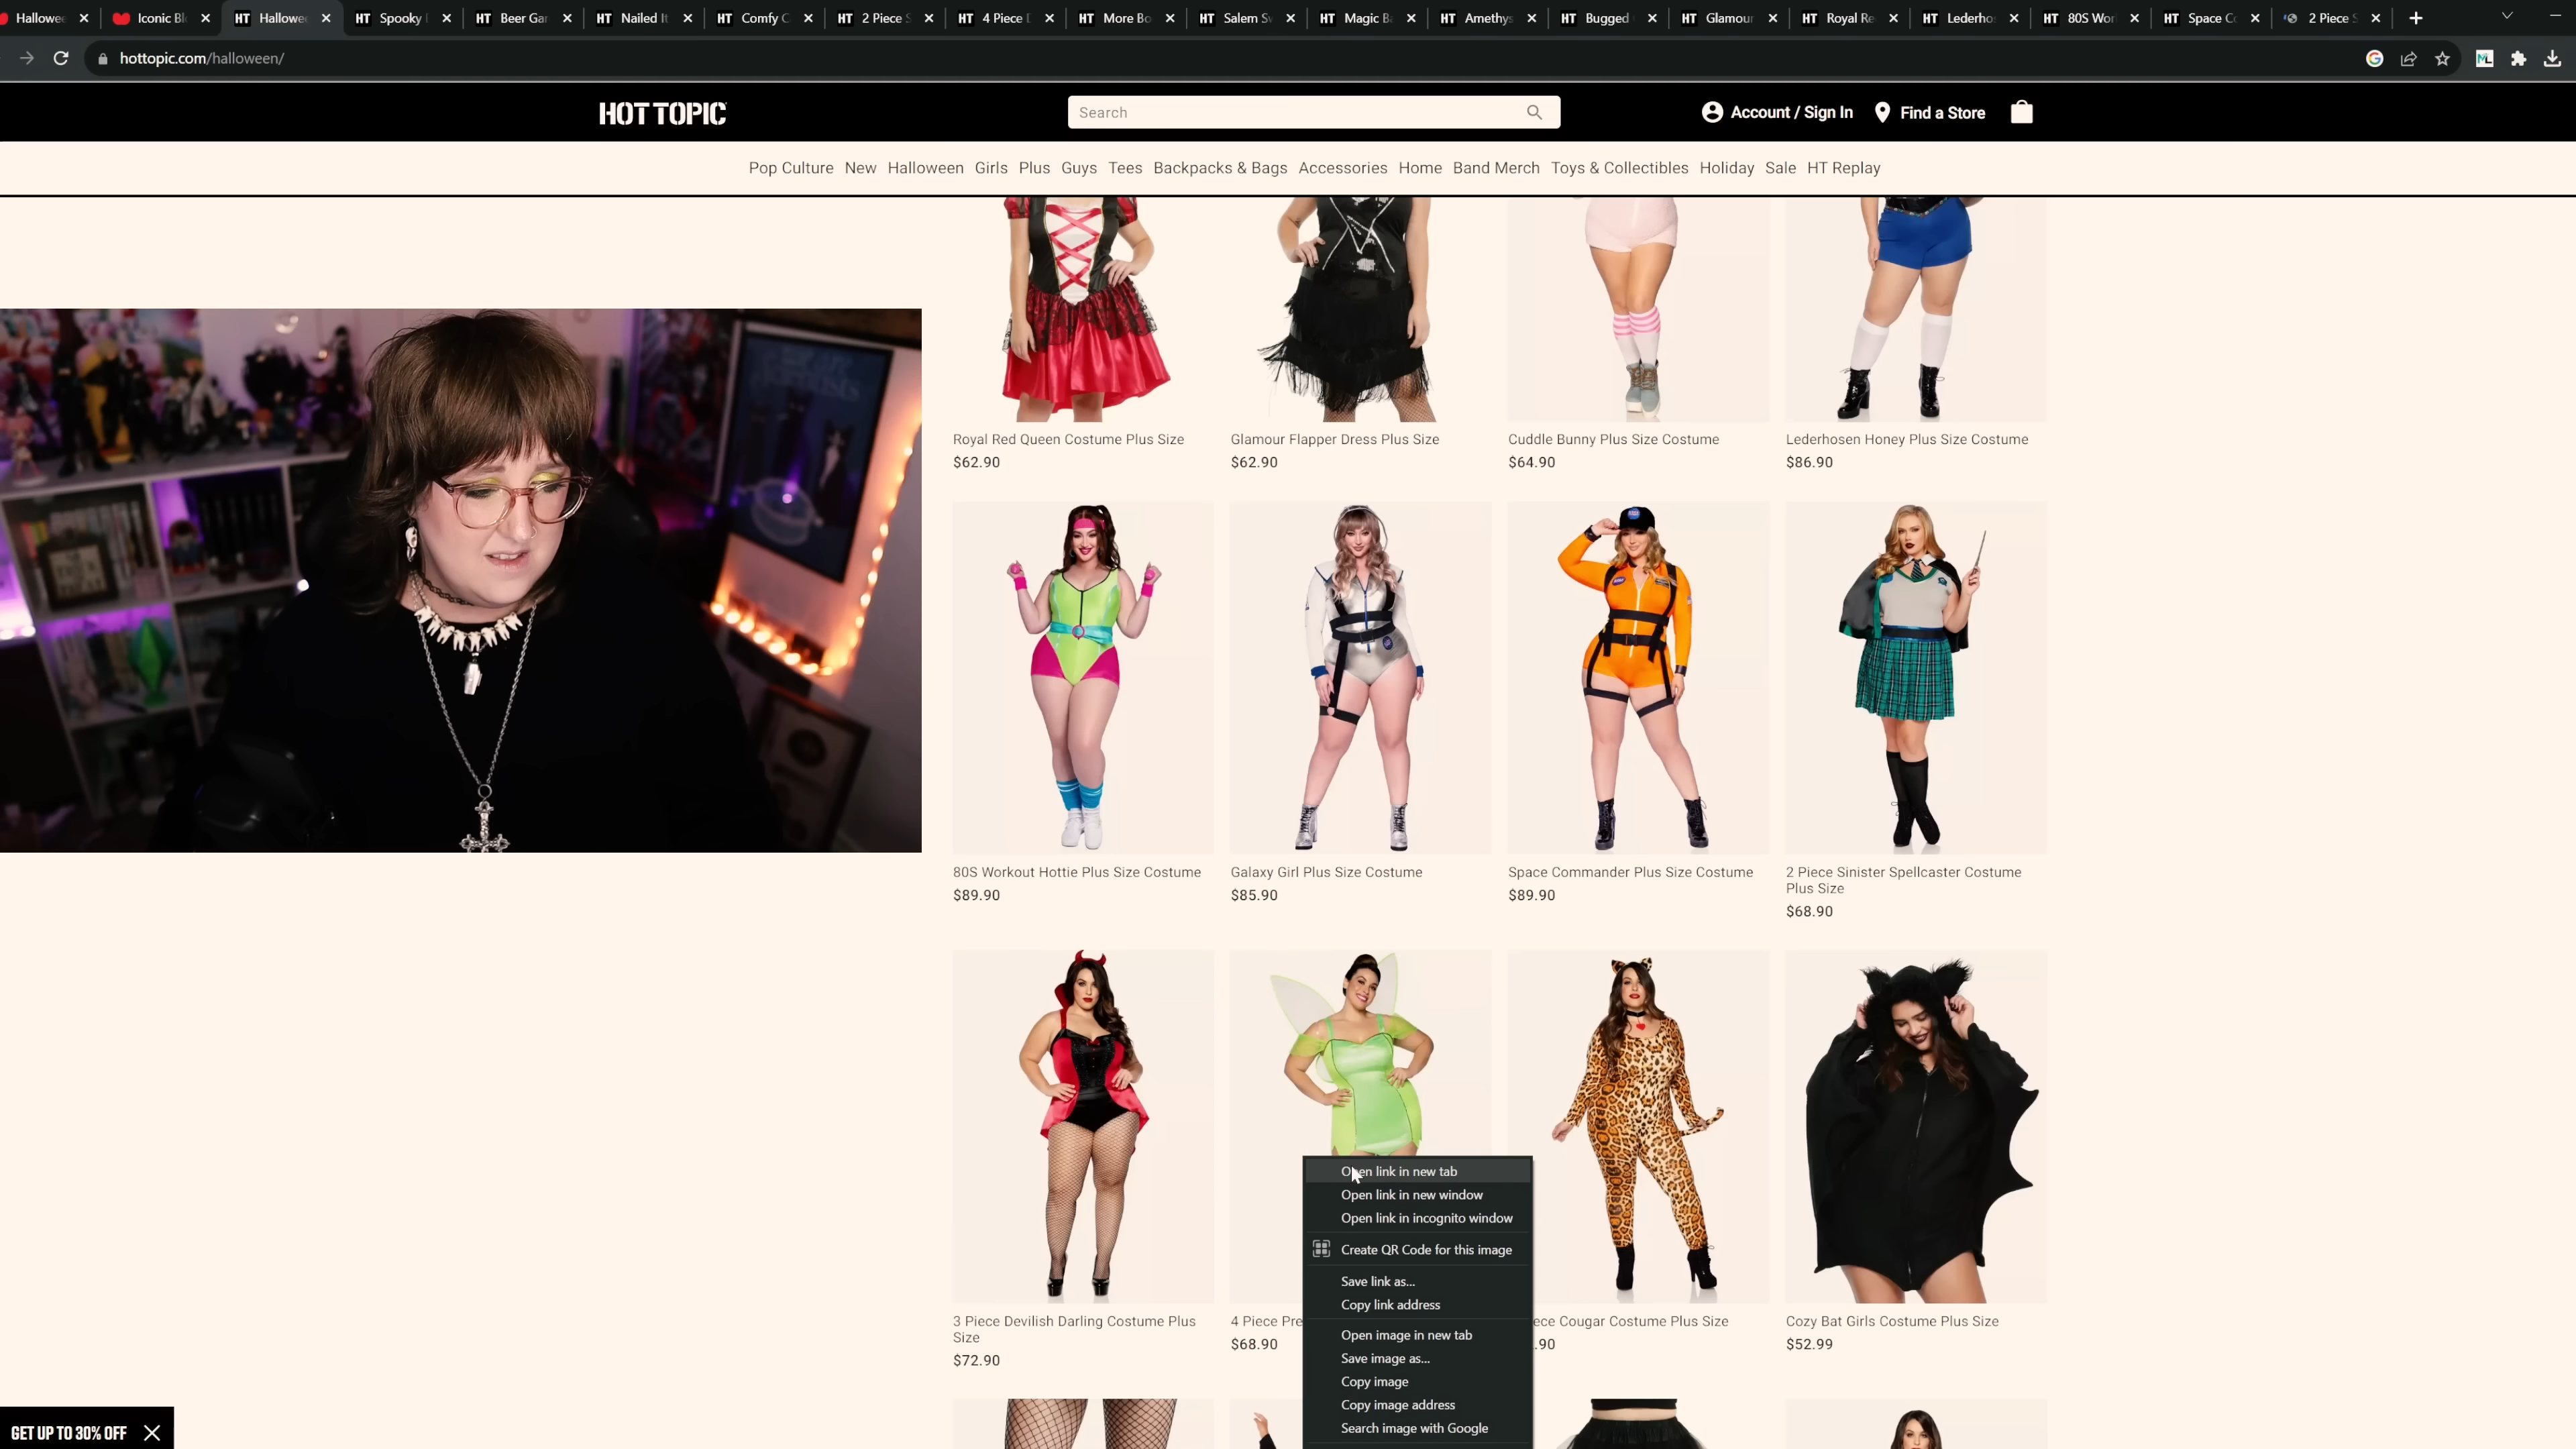 Hallowee
Iconic Bl
HT Hallowee
HT Spooky
HT Beer Gar
HT Nailed It
HT Comfy C
HT 2 Piece S
HT 4 Piece
HT More Bo
HT Salem Sw
HT Magic Ba
HT Amethys
HT Bugged
HT Glamour
HT Royal Re
HT Lederho
HT 80S Wor
HT Space Co
2 Piece S
hottopic.com/halloween/
HOT TOPIC
Search
Account / Sign In
Find a Store
Pop Culture New Halloween Girls Plus Guys Tees Backpacks & Bags Accessories Home Band Merch Toys & Collectibles Holiday Sale HT Replay
Royal Red Queen Costume Plus Size
$62.90
Glamour Flapper Dress Plus Size
$62.90
Cuddle Bunny Plus Size Costume
$64.90
Lederhosen Honey Plus Size Costume
$86.90
80S Workout Hottie Plus Size Costume
$89.90
Galaxy Girl Plus Size Costume
$85.90
Space Commander Plus Size Costume
$89.90
2 Piece Sinister Spellcaster Costume
Plus Size
$68.90
3 Piece Devilish Darling Costume Plus
Size
$72.90
4 Piece Pre
$68.90
ece Cougar Costume Plus Size
.90
Cozy Bat Girls Costume Plus Size
$52.99
Open link in new tab
Open link in new window
Open link in incognito window
Create QR Code for this image
Save link as...
Copy link address
Open image in new tab
Save image as...
Copy image
Copy image address
Search image with Google
GET UP TO 30% OFF